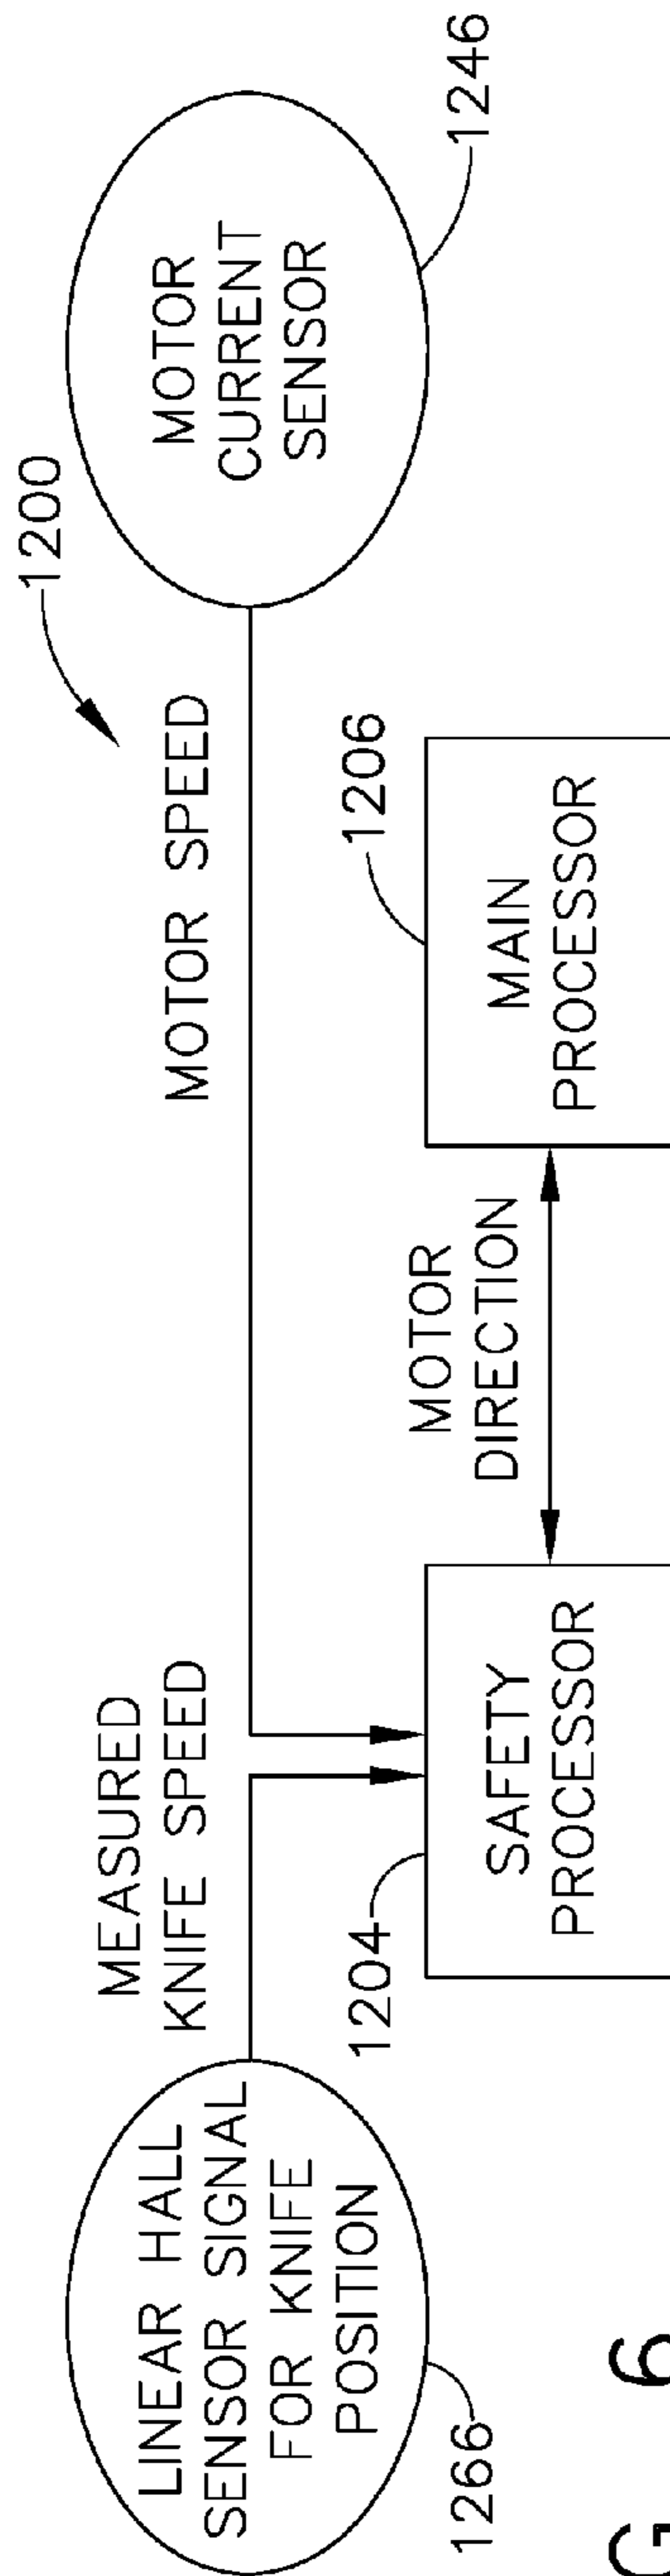 1200
MOTOR
CURRENT
SENSOR
1246
MOTOR SPEED
MEASURED
KNIFE SPEED
LINEAR HALL
SENSOR SIGNAL
FOR KNIFE
POSITION
1266
1204
SAFETY
PROCESSOR
MOTOR
DIRECTION
1206
MAIN
PROCESSOR